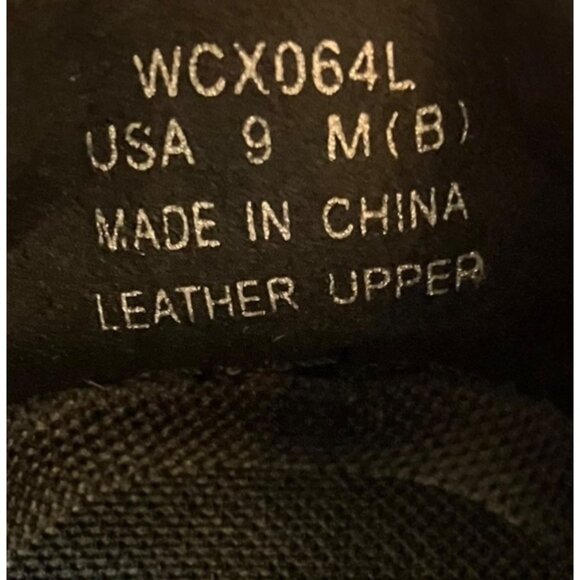 WCX064L
USA 9 M(B)
MADE IN CHINA
LEATHER UPPER